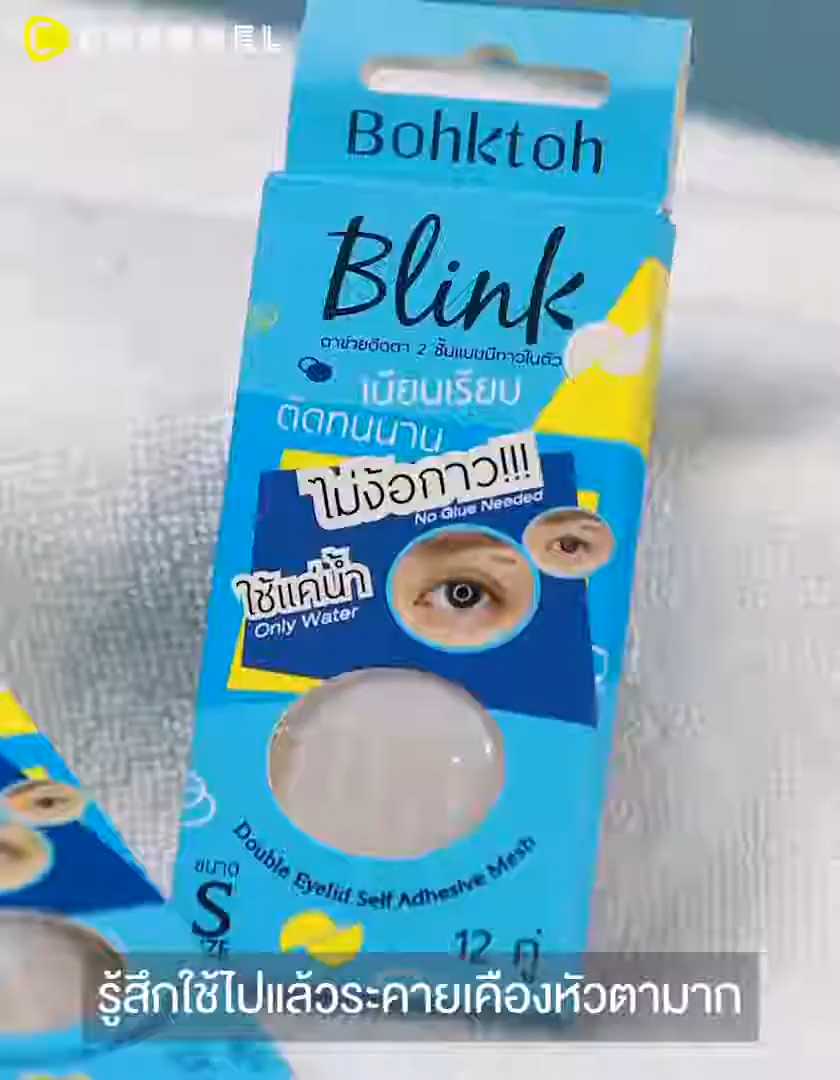 Bohktoh
Blink
ตาข่ายติดตา 2 ชั้นแบบมีกาวในตัว
เนียนเรียบ
ติดทนนาน
ไม่ง้อกาว!!!
No Glue Needed
ใช้แค่น้ำ
Only Water
Double Eyelid Self Adhesive Mesh
ขนาด
S
12 คู่
รู้สึกใช้ไปแล้วระคายเคืองหัวตามาก